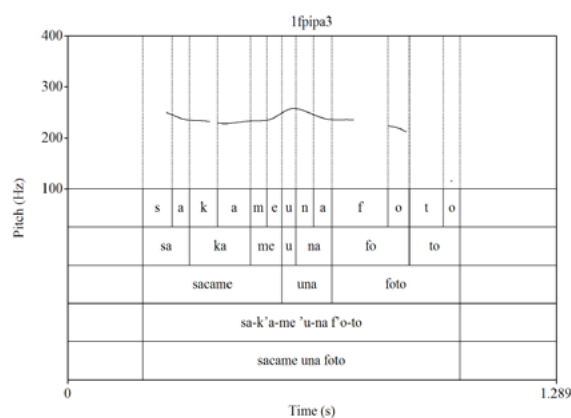 1fpipa3
400
300
200
100
Pitch (Hz)
s a k a m e u n a f o t o
sa ka me u na fo to
sacame una foto
sa-k'a-me 'u-na f'o-to
sacame una foto
0 1.289
Time (s)